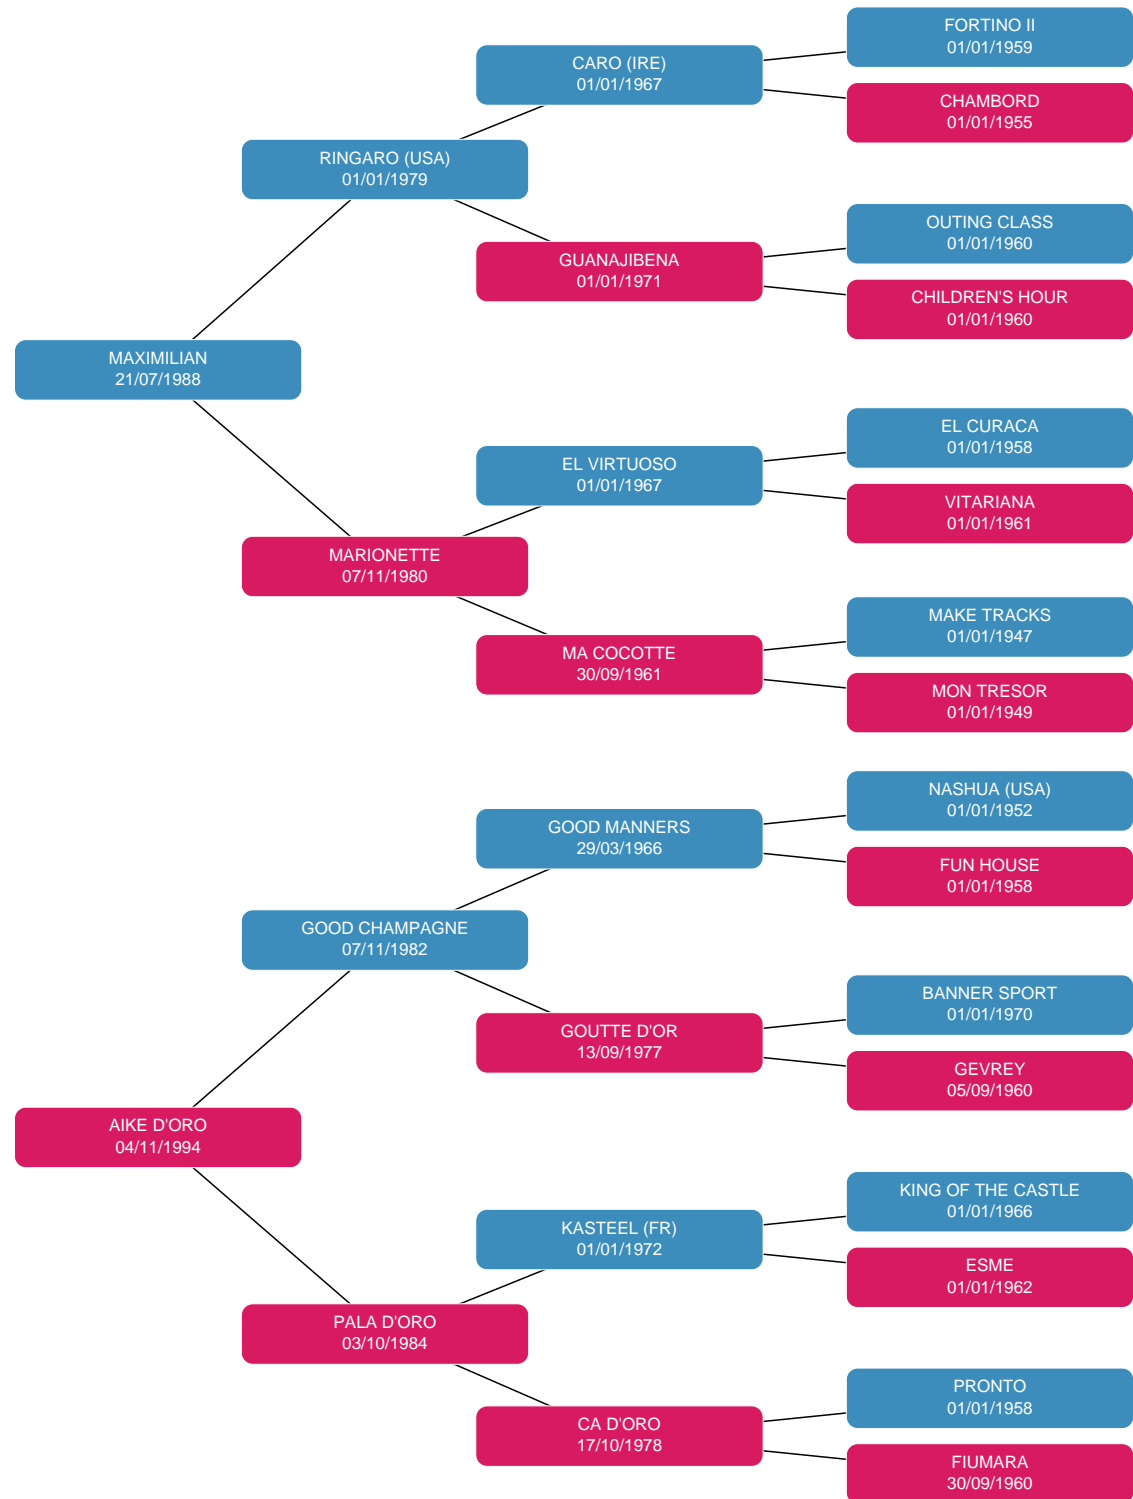 FORTINO II
01/01/1959
CARO (IRE)
01/01/1967
CHAMBORD
01/01/1955
RINGARO (USA)
01/01/1979
OUTING CLASS
01/01/1960
GUANAJIBENA
01/01/1971
CHILDREN'S HOUR
01/01/1960
MAXIMILIAN
21/07/1988
EL CURACA
01/01/1958
EL VIRTUOSO
01/01/1967
VITARIANA
01/01/1961
MARIONETTE
07/11/1980
MAKE TRACKS
01/01/1947
MA COCOTTE
30/09/1961
MON TRESOR
01/01/1949
NASHUA (USA)
01/01/1952
GOOD MANNERS
29/03/1966
FUN HOUSE
01/01/1958
GOOD CHAMPAGNE
07/11/1982
BANNER SPORT
01/01/1970
GOUTTE D'OR
13/09/1977
GEVREY
05/09/1960
AIKE D'ORO
04/11/1994
KING OF THE CASTLE
01/01/1966
KASTEEL (FR)
01/01/1972
ESME
01/01/1962
PALA D'ORO
03/10/1984
PRONTO
01/01/1958
CA D'ORO
17/10/1978
FIUMARA
30/09/1960